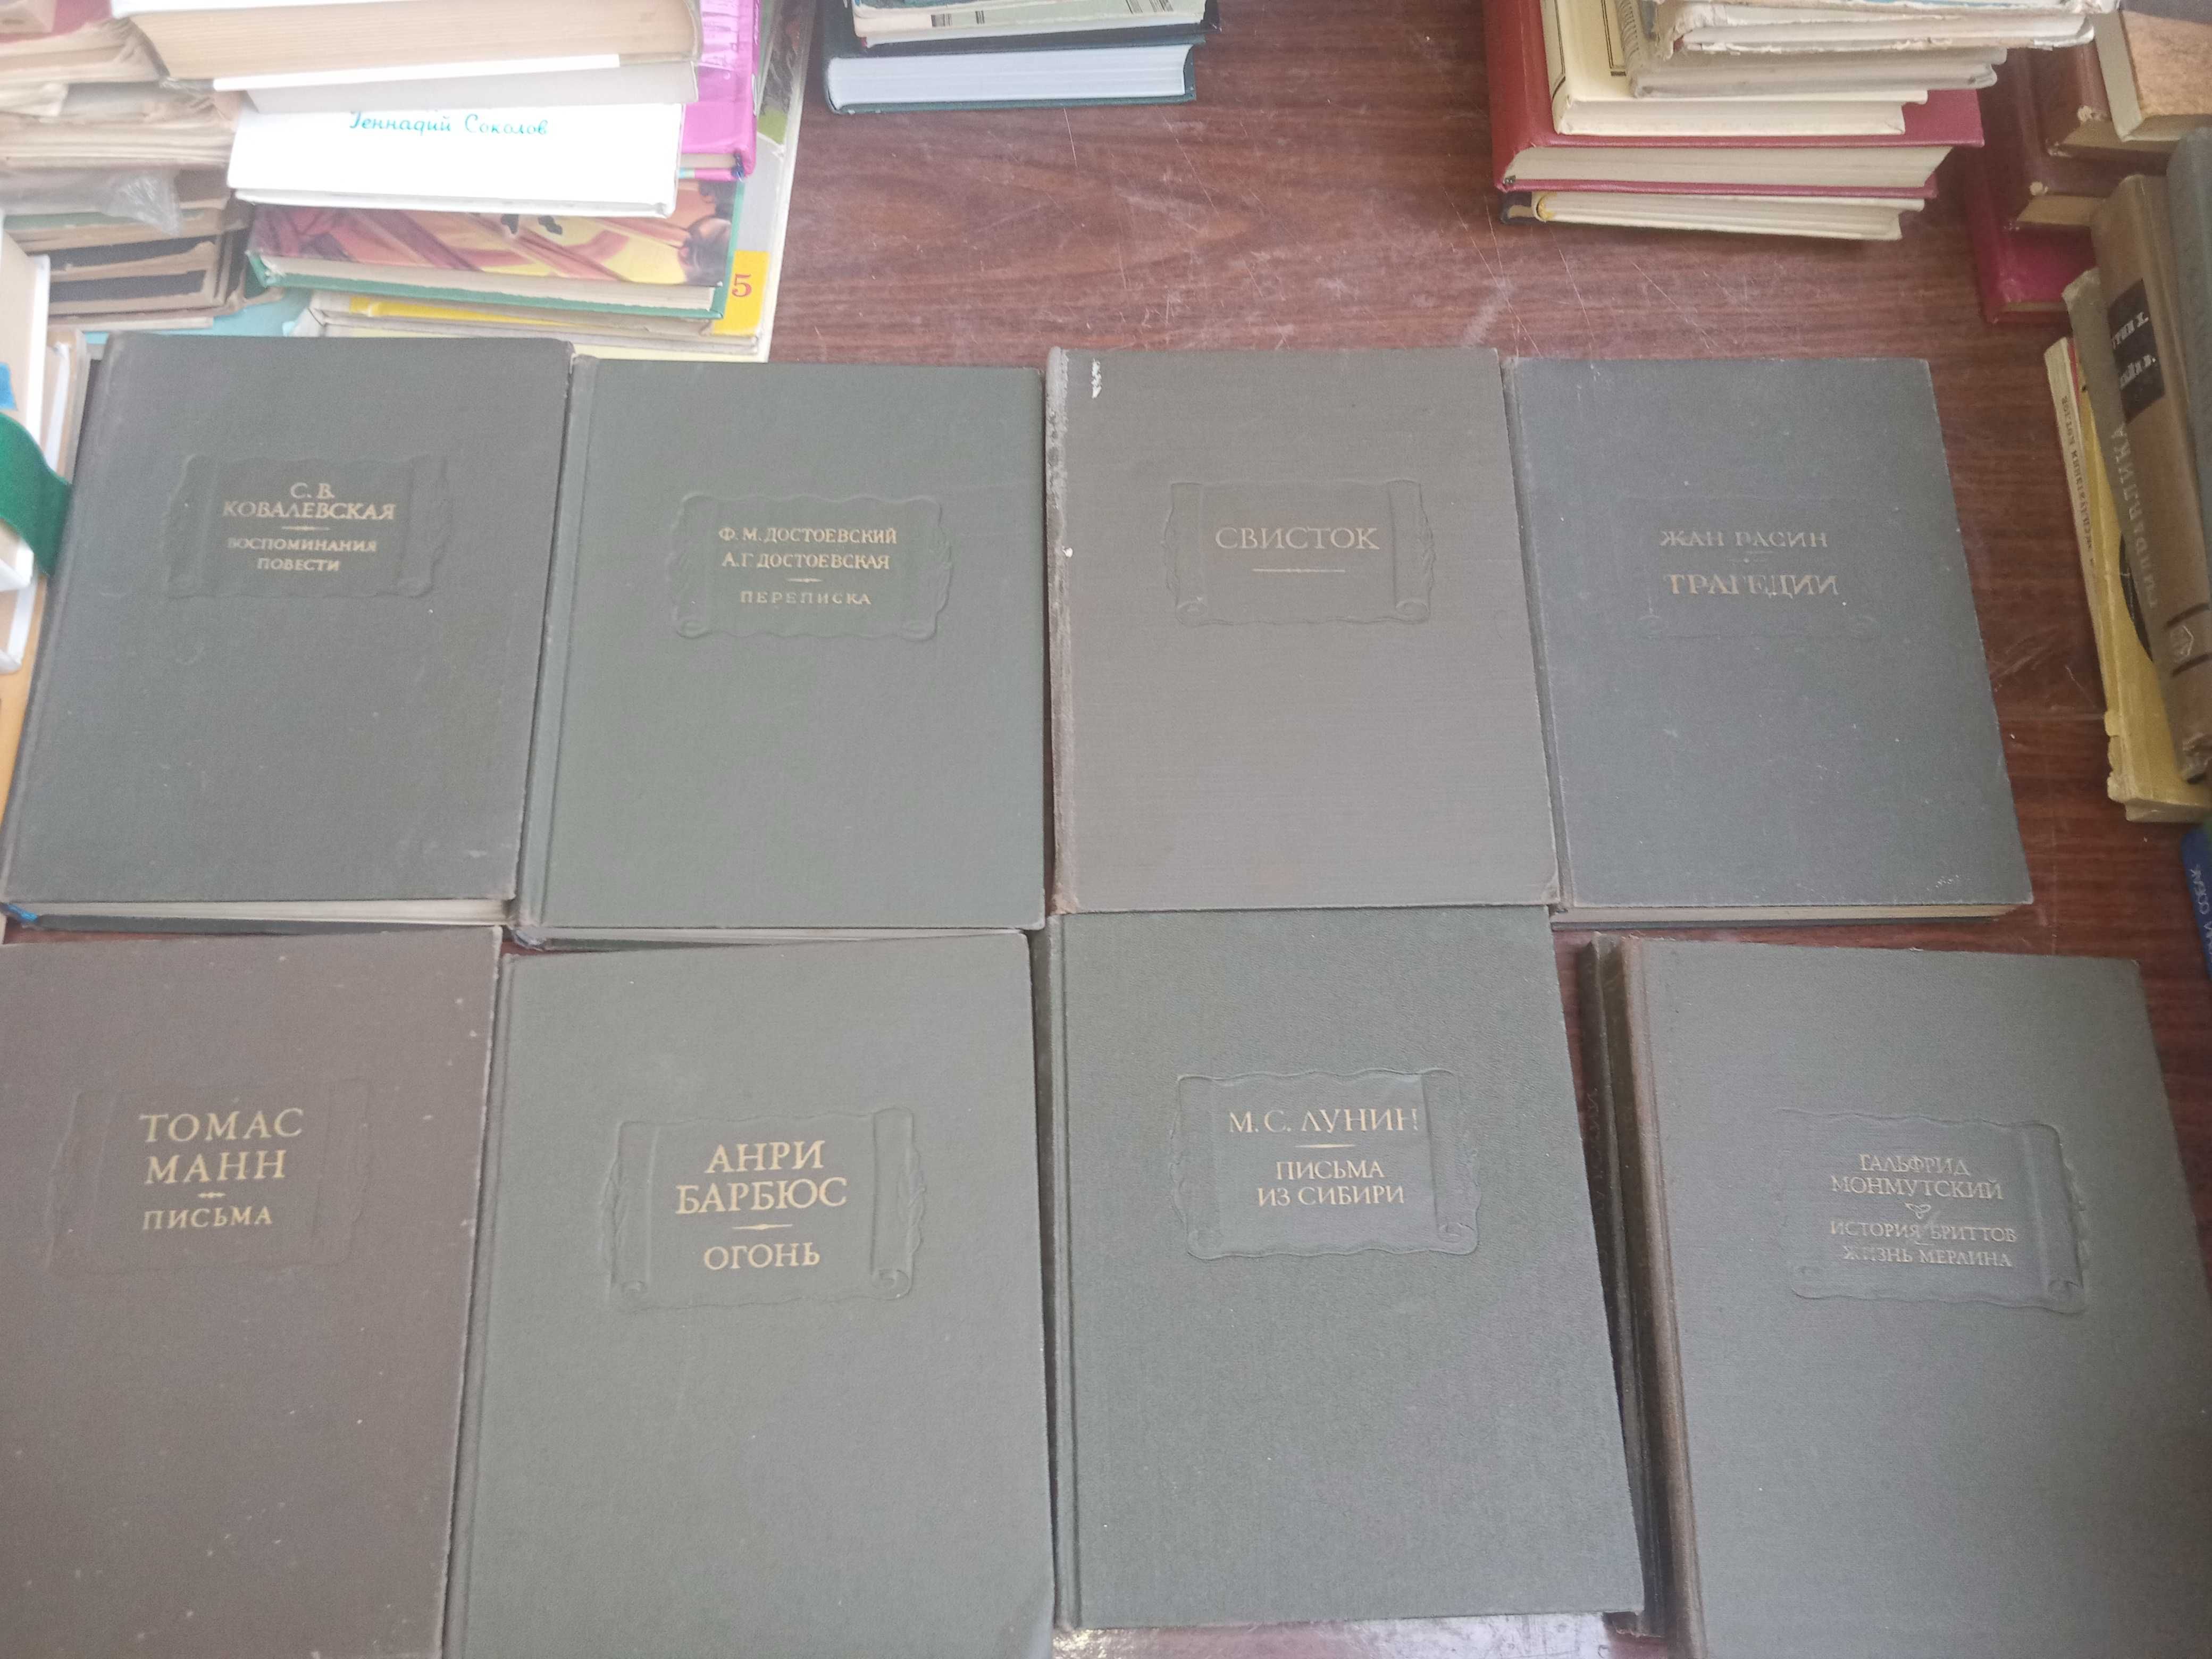 Геннадий Соколов
5
С. В.
КОВАЛЕВСКАЯ
ВОСПОМИНАНИЯ
ПОВЕСТИ
Ф. М. ДОСТОЕВСКИЙ
А. Г. ДОСТОЕВСКАЯ
ПЕРЕПИСКА
СВИСТОК
ЖАН РАСИН
ТРАГЕДИИ
ТОМАС
МАНН
ПИСЬМА
АНРИ
БАРБЮС
ОГОНЬ
М. С. ЛУНИН
ПИСЬМА
ИЗ СИБИРИ
ГАЛЬФРИД
МОНМУТСКИЙ
ИСТОРИЯ БРИТТОВ
ЖИЗНЬ МЕРЛИНА
ГИДРАВЛИКА